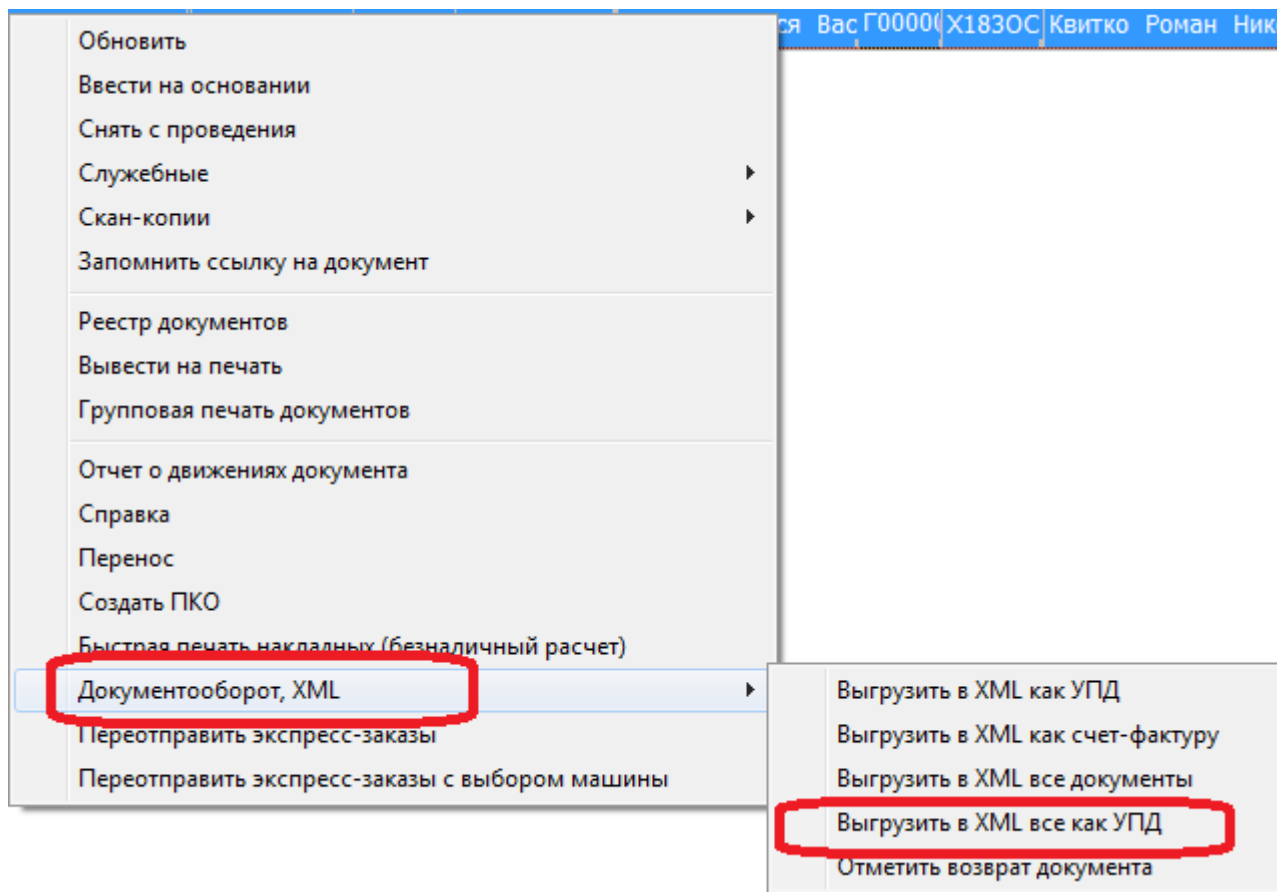 ся Вас Г0000 Х183ОС Квитко Роман Ник
Обновить
Ввести на основании
Снять с проведения
Служебные
Скан-копии
Запомнить ссылку на документ
Реестр документов
Вывести на печать
Групповая печать документов
Отчет о движениях документа
Справка
Перенос
Создать ПКО
Быстрая печать накладных (безналичный расчет)
Документооборот, XML
Переотправить экспресс-заказы
Переотправить экспресс-заказы с выбором машины
Выгрузить в XML как УПД
Выгрузить в XML как счет-фактуру
Выгрузить в XML все документы
Выгрузить в XML все как УПД
Отметить возврат документа